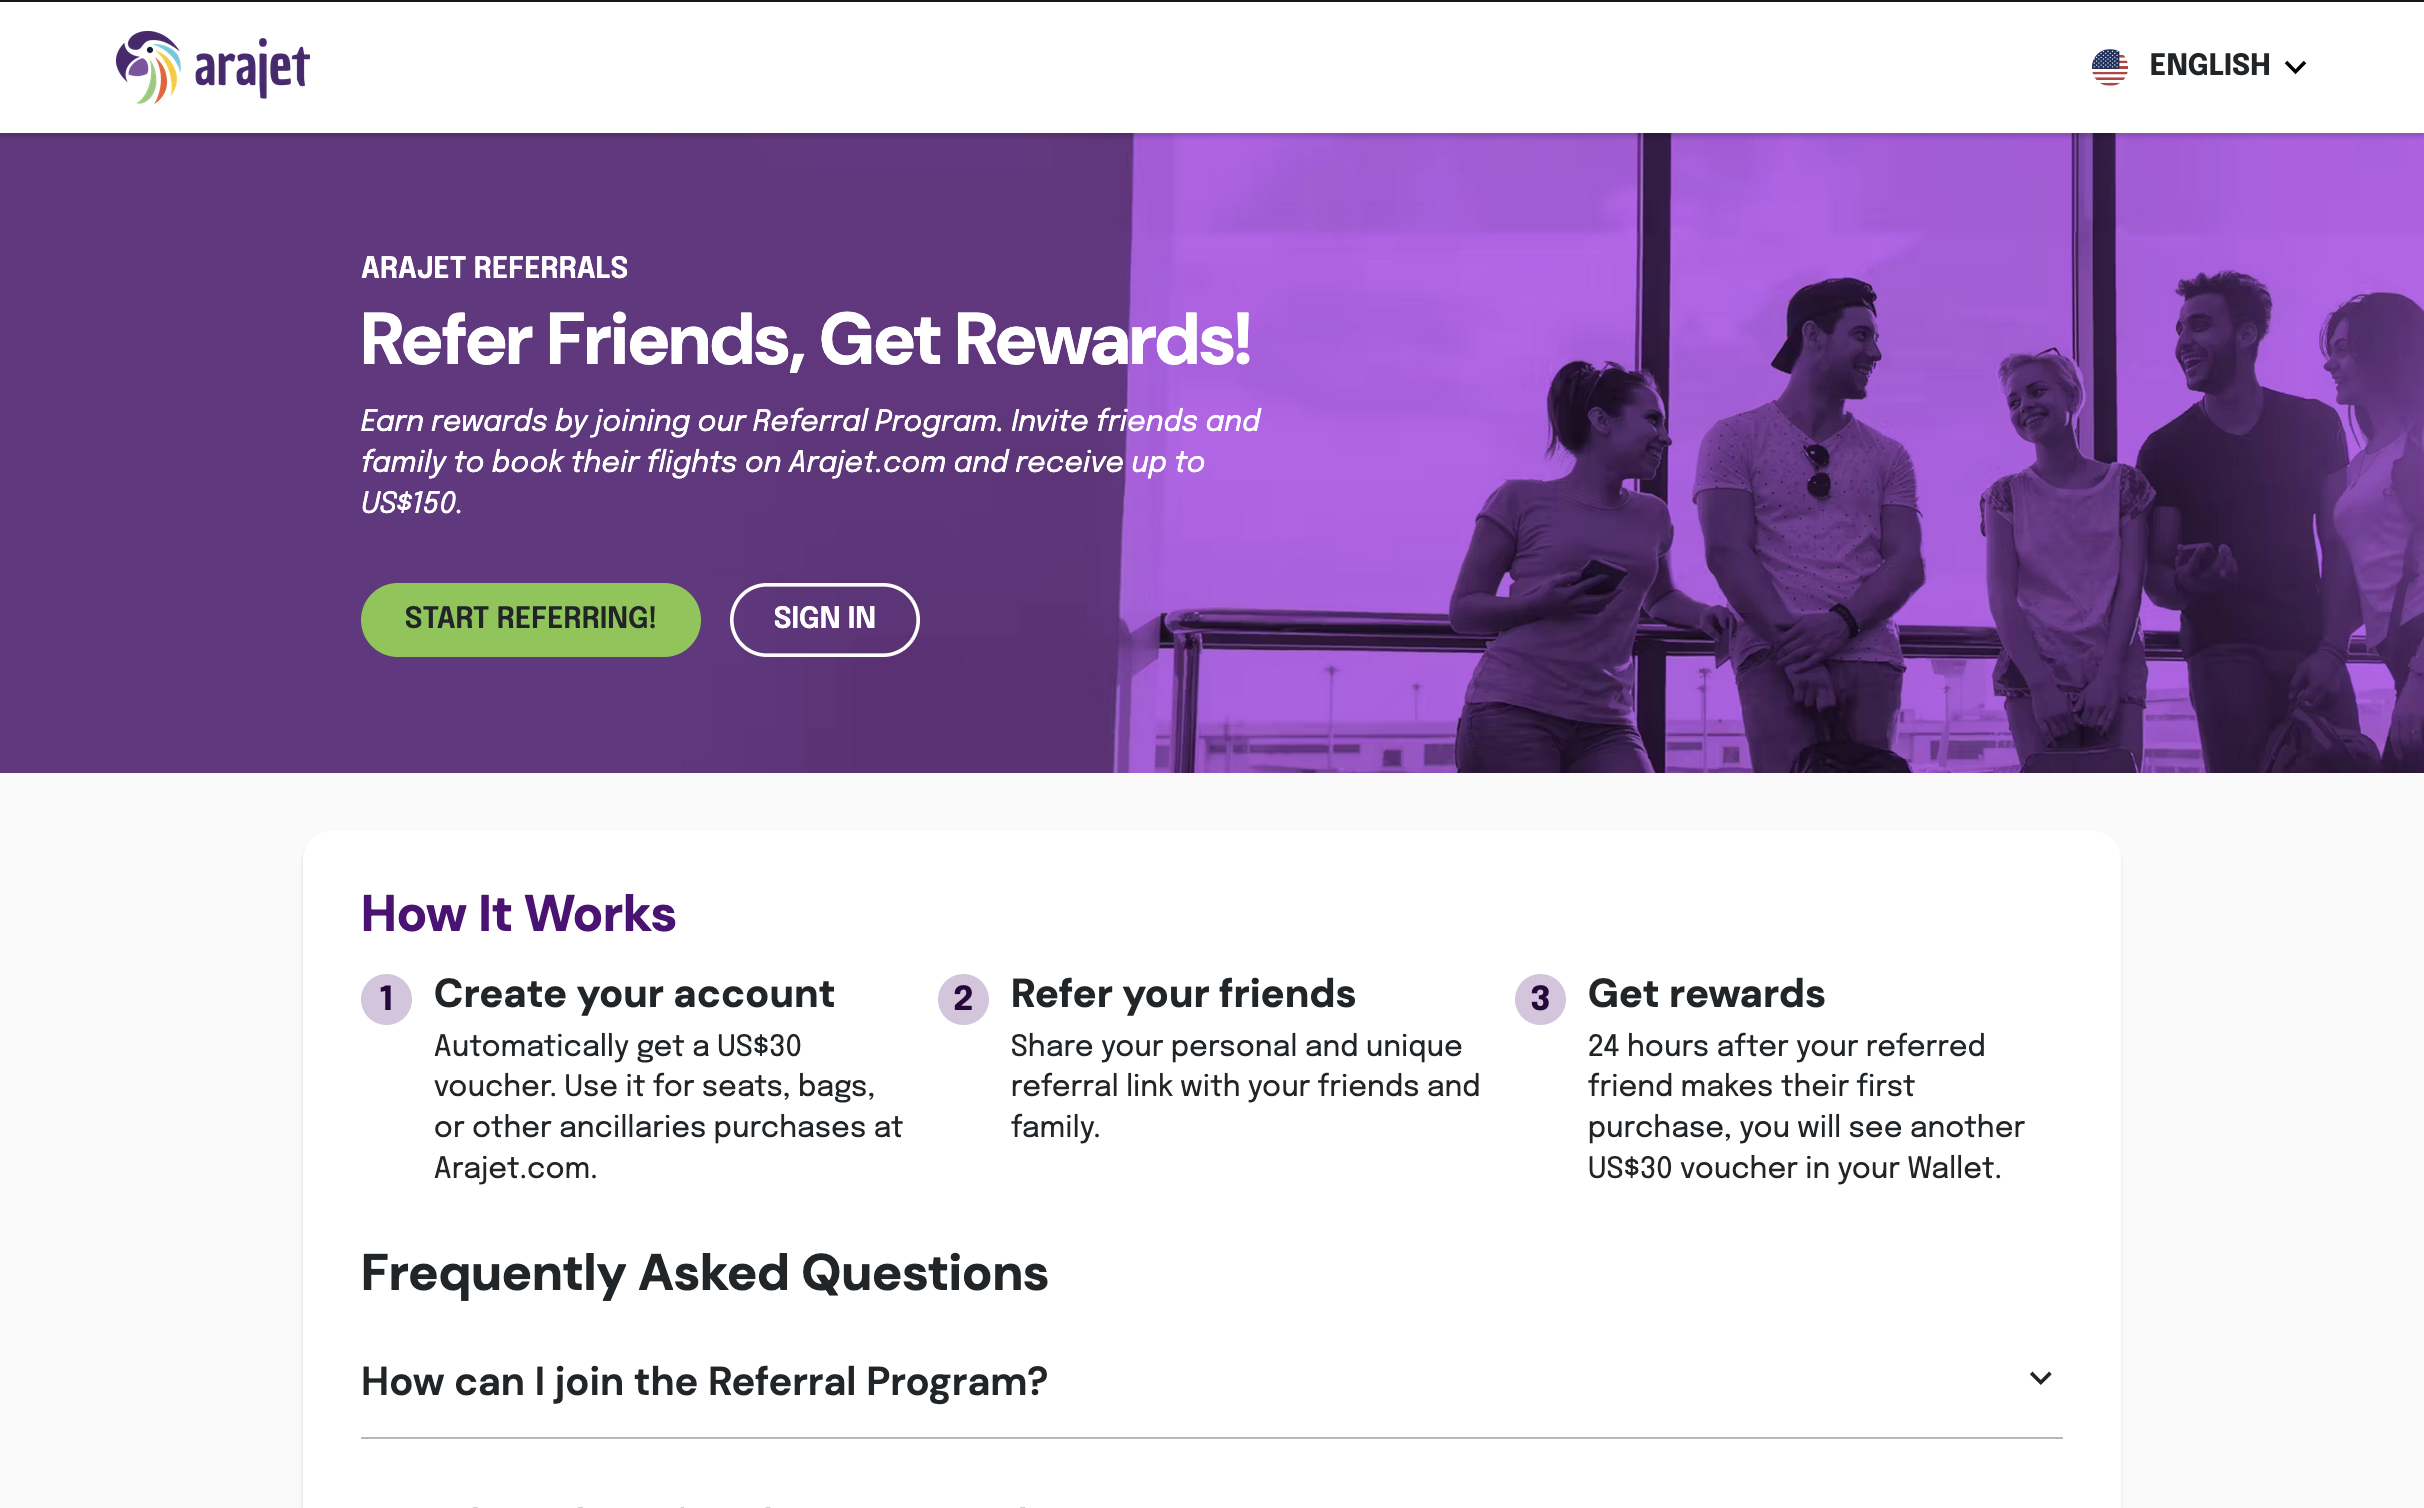 arajet
ENGLISH
ARAJET REFERRALS
Refer Friends, Get Rewards!
Earn rewards by joining our Referral Program. Invite friends and
family to book their flights on Arajet.com and receive up to
US$150.
START REFERRING!
SIGN IN
How It Works
1
Create your account
Automatically get a US$30
voucher. Use it for seats, bags,
or other ancillaries purchases at
Arajet.com.
2
Refer your friends
Share your personal and unique
referral link with your friends and
family.
3
Get rewards
24 hours after your referred
friend makes their first
purchase, you will see another
US$30 voucher in your Wallet.
Frequently Asked Questions
How can I join the Referral Program?